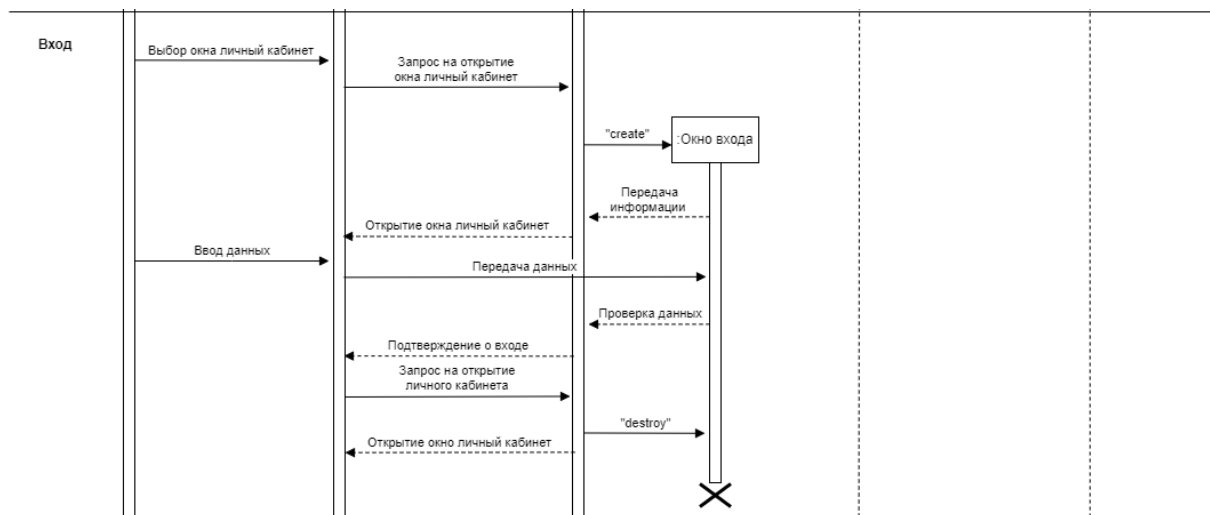 Вход
Выбор окна личный кабинет
Запрос на открытие
окна личный кабинет
"create"
:Окно входа
Передача
информации
Открытие окна личный кабинет
Ввод данных
Передача данных
Проверка данных
Подтверждение о входе
Запрос на открытие
личного кабинета
"destroy"
Открытие окно личный кабинет